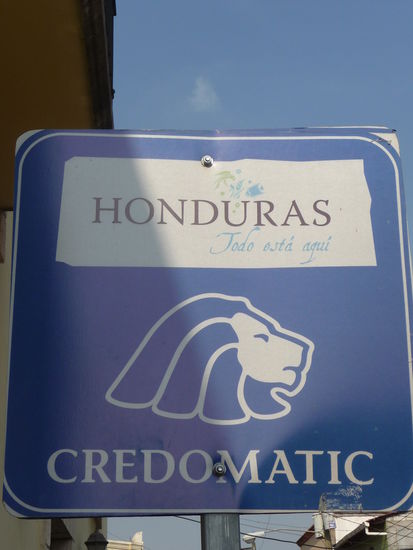 HONDURAS
Todo está aquí
CREDOMATIC